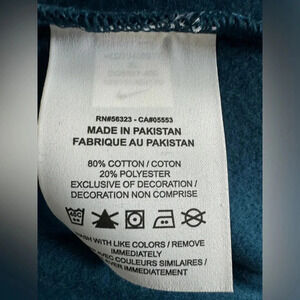 RN#56323 - CA#05553
MADE IN PAKISTAN
FABRIQUE AU PAKISTAN
80% COTTON / COTON
20% POLYESTER
EXCLUSIVE OF DECORATION /
DECORATION NON COMPRISE
WITH LIKE COLORS / REMOVE
IMMEDIATELY
AVEC COULEURS SIMILAIRES /
IMMEDIATEMENT